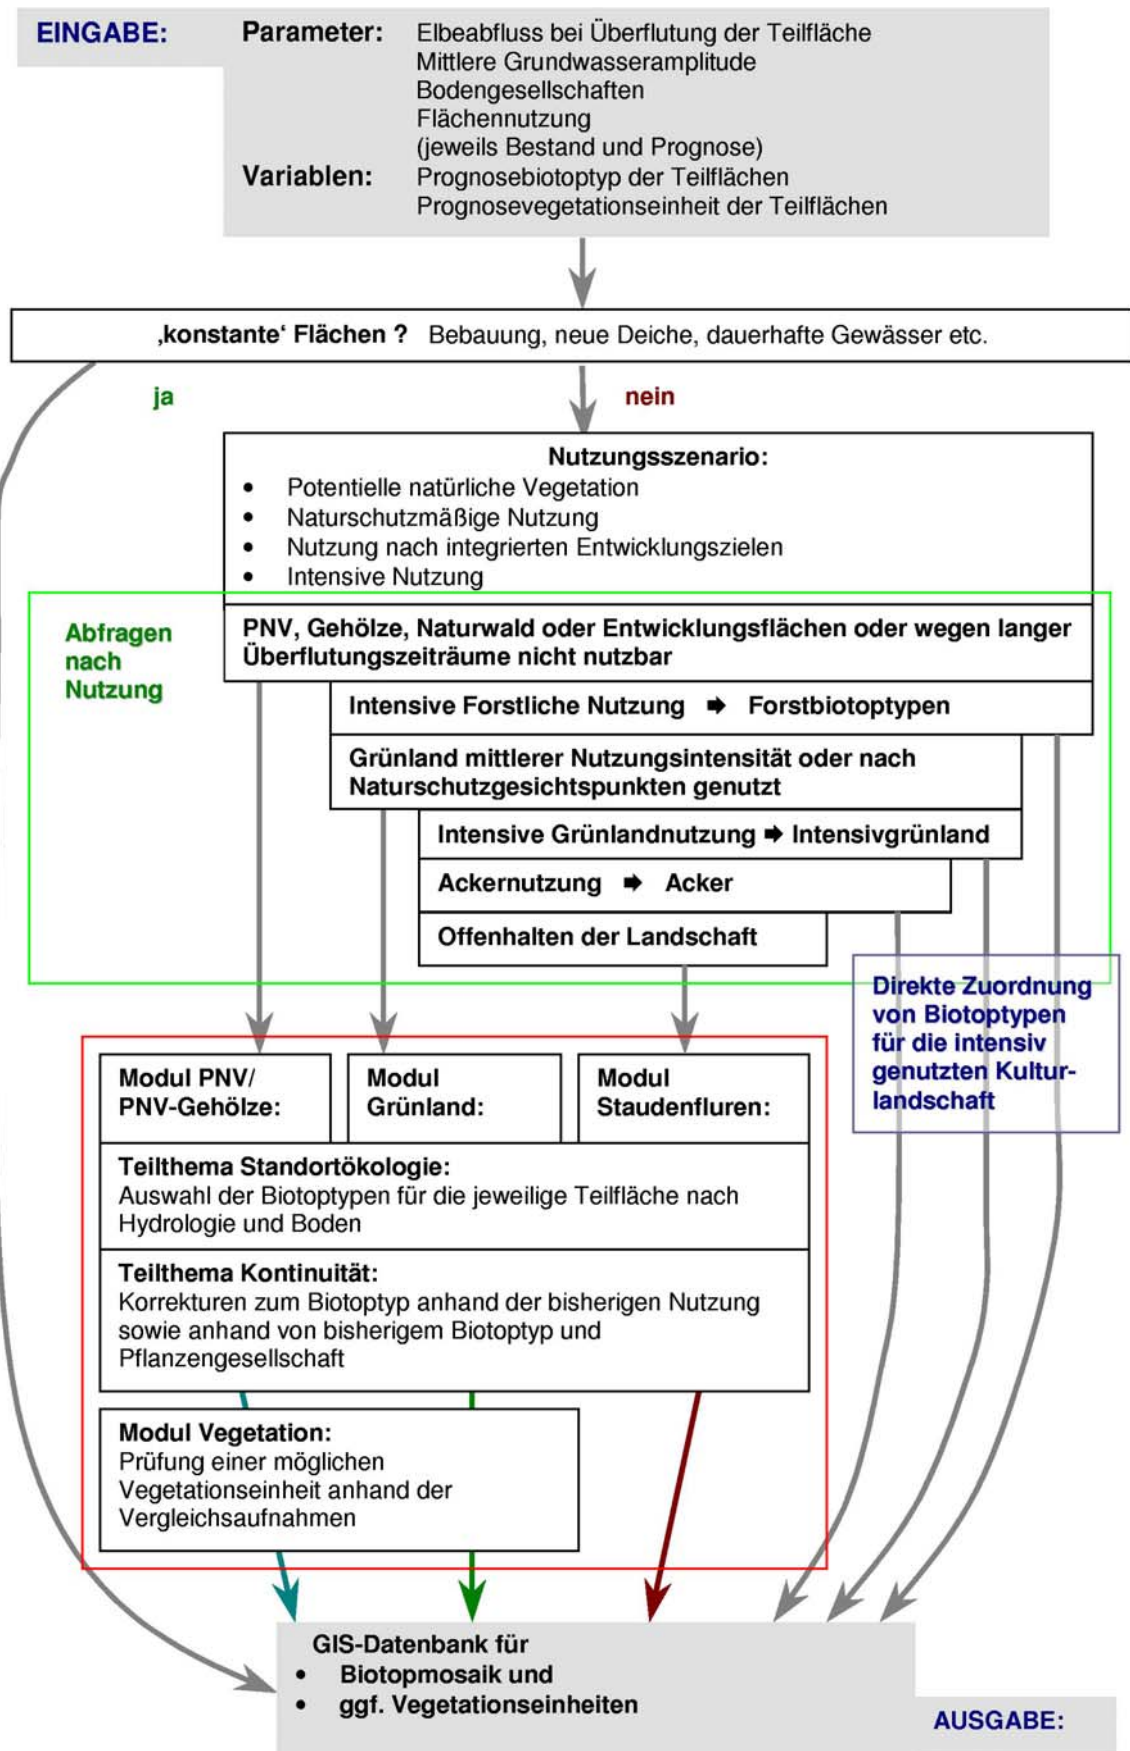 EINGABE: Parameter: Elbeabfluss bei Überflutung der Teilfläche
Mittlere Grundwasseramplitude
Bodengesellschaften
Flächennutzung
(jeweils Bestand und Prognose)
Variablen: Prognosebiotoptyp der Teilflächen
Prognosevegetationseinheit der Teilflächen
‚konstante‘ Flächen ? Bebauung, neue Deiche, dauerhafte Gewässer etc.
ja nein
Nutzungsszenario:
• Potentielle natürliche Vegetation
• Naturschutzmäßige Nutzung
• Nutzung nach integrierten Entwicklungszielen
• Intensive Nutzung
Abfragen
nach
Nutzung
PNV, Gehölze, Naturwald oder Entwicklungsflächen oder wegen langer
Überflutungszeiträume nicht nutzbar
Intensive Forstliche Nutzung ➡ Forstbiotoptypen
Grünland mittlerer Nutzungsintensität oder nach
Naturschutzgesichtspunkten genutzt
Intensive Grünlandnutzung ➡ Intensivgrünland
Ackernutzung ➡ Acker
Offenhalten der Landschaft
Direkte Zuordnung
von Biotoptypen
für die intensiv
genutzten Kultur-
landschaft
Modul PNV/
PNV-Gehölze:
Modul
Grünland:
Modul
Staudenfluren:
Teilthema Standortökologie:
Auswahl der Biotoptypen für die jeweilige Teilfläche nach
Hydrologie und Boden
Teilthema Kontinuität:
Korrekturen zum Biotoptyp anhand der bisherigen Nutzung
sowie anhand von bisherigem Biotoptyp und
Pflanzengesellschaft
Modul Vegetation:
Prüfung einer möglichen
Vegetationseinheit anhand der
Vergleichsaufnahmen
GIS-Datenbank für
• Biotopmosaik und
• ggf. Vegetationseinheiten
AUSGABE: